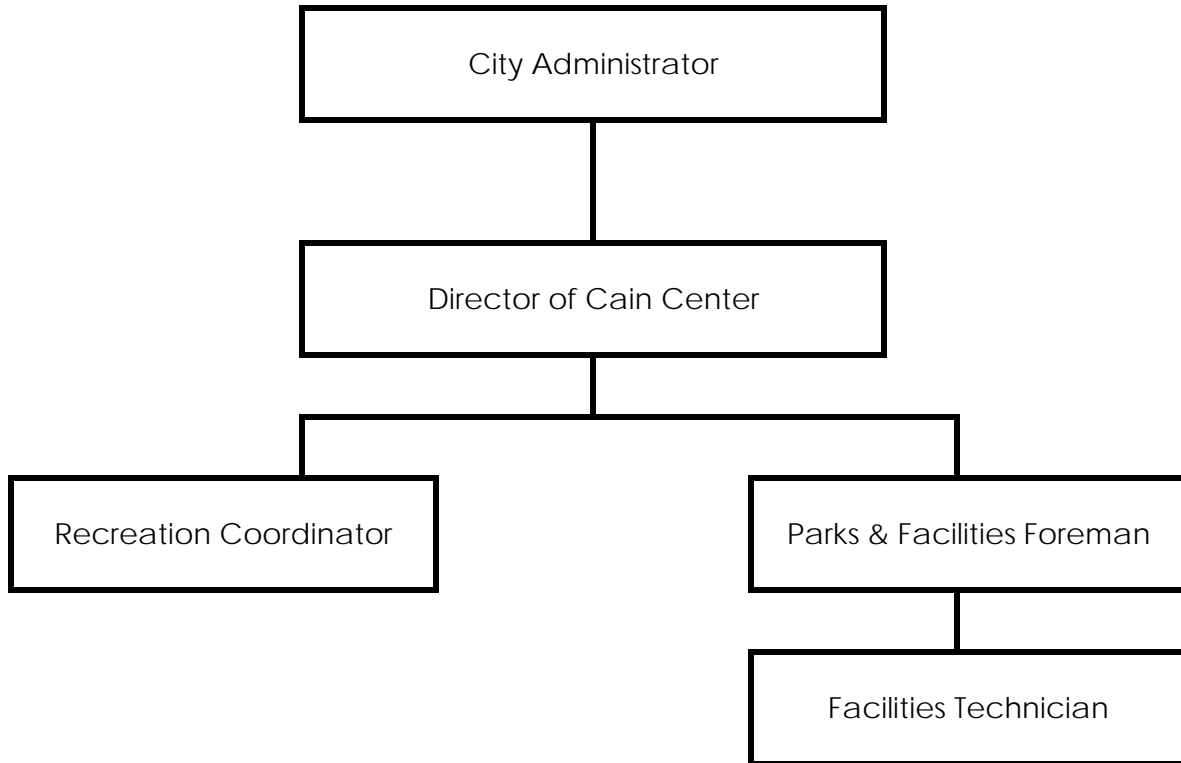 City Administrator
Director of Cain Center
Recreation Coordinator
Parks & Facilities Foreman
Facilities Technician